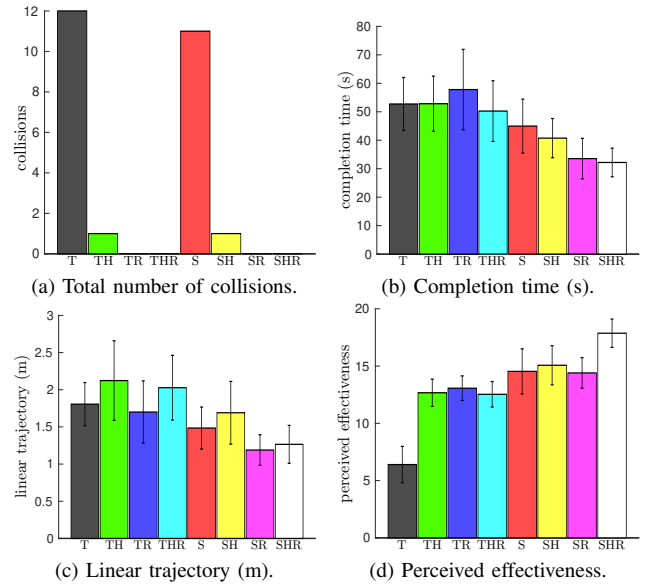 12
10
8
6
4
2
0
collisions
T TH TR THR S SH SR SHR
(a) Total number of collisions.
80
70
60
50
40
30
20
10
0
completion time (s)
T TH TR THR S SH SR SHR
(b) Completion time (s).
3
2.5
2
1.5
1
0.5
0
linear trajectory (m)
T TH TR THR S SH SR SHR
(c) Linear trajectory (m).
20
15
10
5
0
perceived effectiveness
T TH TR THR S SH SR SHR
(d) Perceived effectiveness.